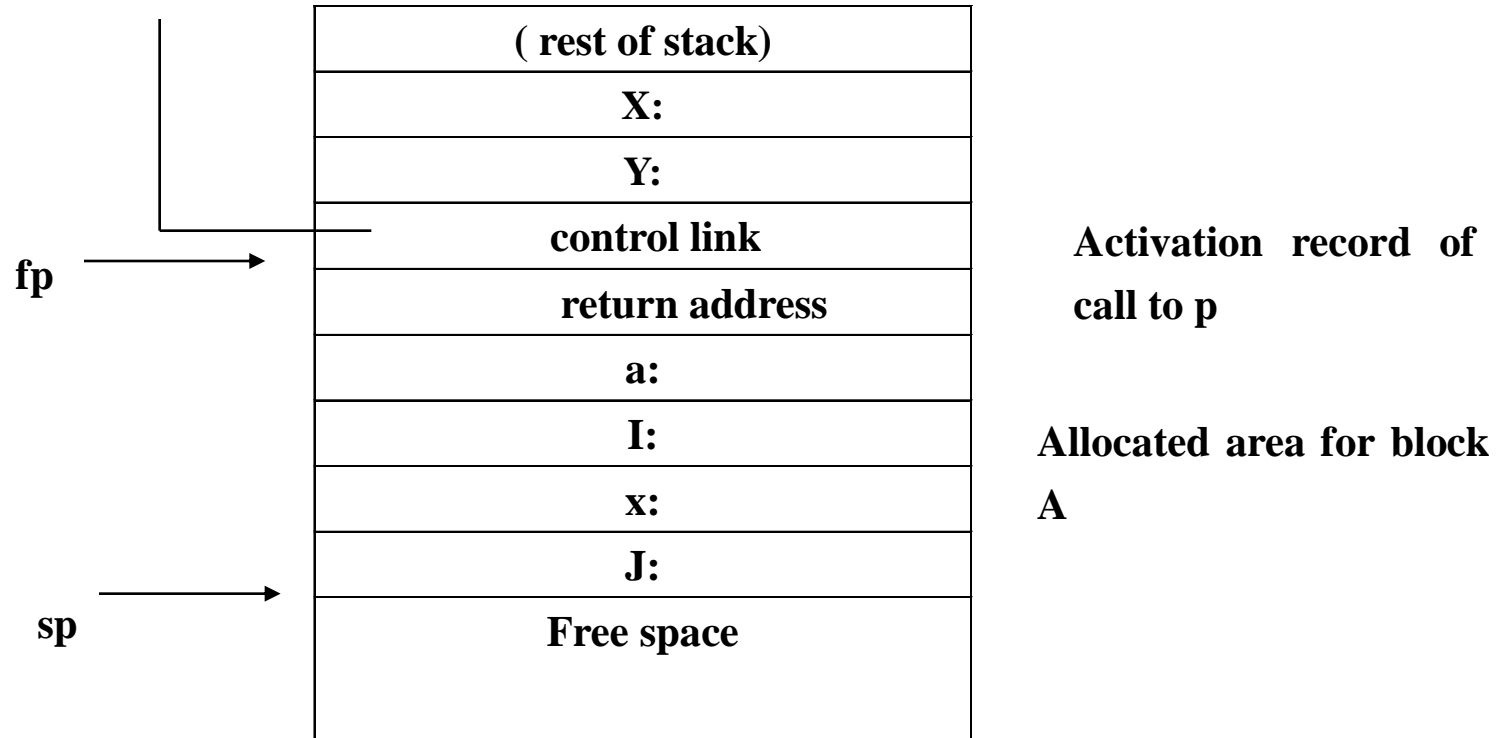 ( rest of stack)
X:
Y:
control link
fp
return address
Activation record of
call to p
a:
I:
Allocated area for block
A
x:
J:
sp
Free space